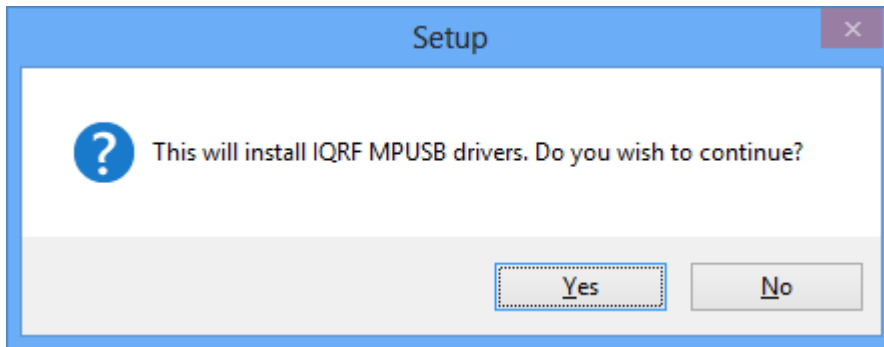 Setup
This will install IQRF MPUSB drivers. Do you wish to continue?
Yes
No